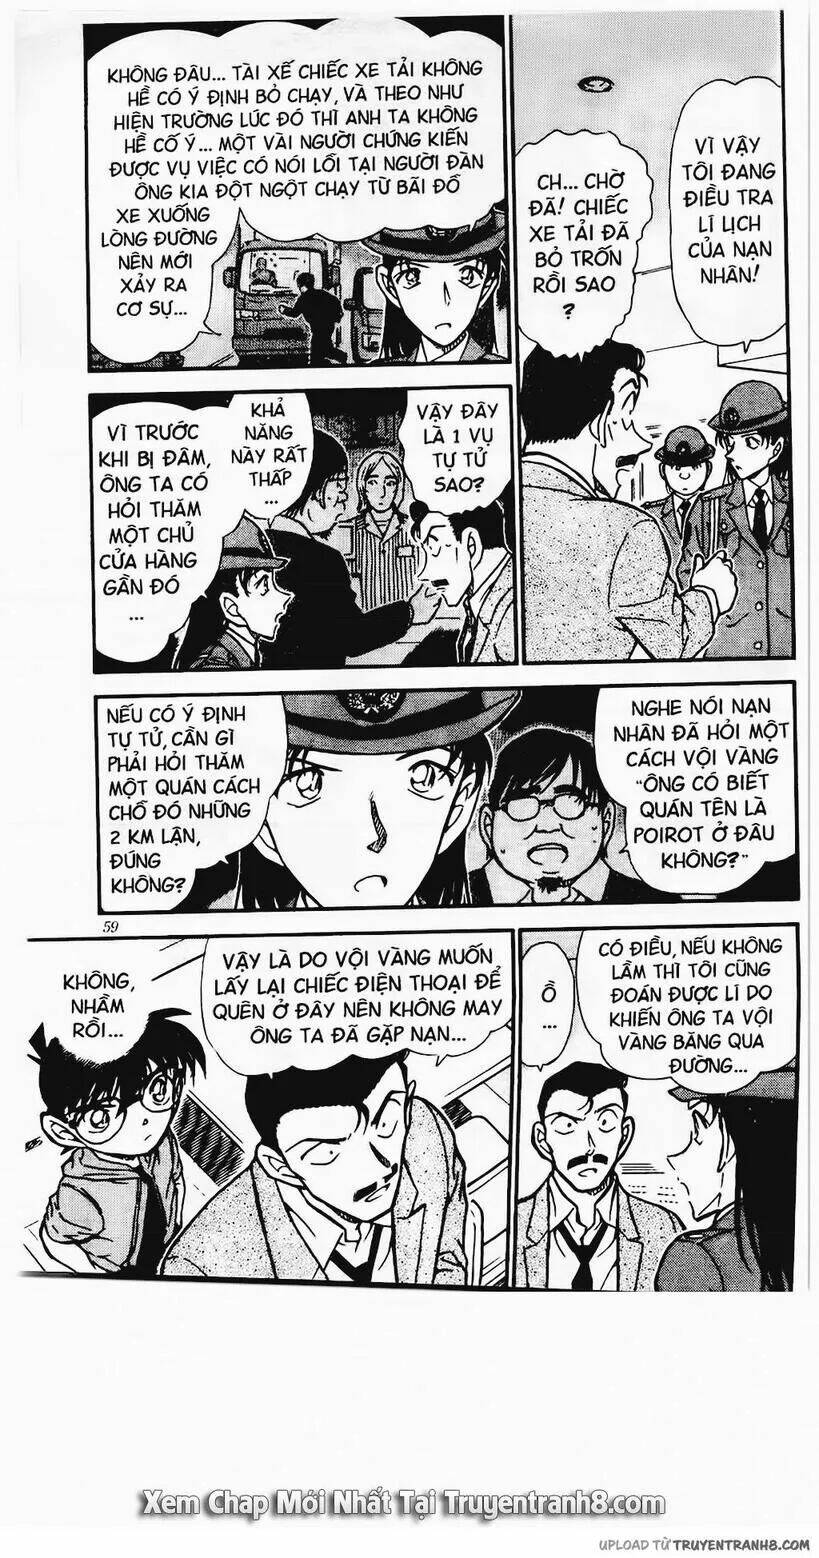 VÌ VẬY
TÔI ĐANG
ĐIỀU TRA
LÍ LỊCH
CỦA NẠN
NHÂN!
CH... CHỜ
ĐÃ! CHIẾC
XE TẢI ĐÃ
BỎ TRỐN
RỒI SAO
?
KHÔNG ĐÂU... TÀI XẾ CHIẾC XE TẢI KHÔNG
HỀ CÓ Ý ĐỊNH BỎ CHẠY, VÀ THEO NHƯ
HIỆN TRƯỜNG LÚC ĐÓ THÌ ANH TA KHÔNG
HỀ CỐ Ý... MỘT VÀI NGƯỜI CHỨNG KIẾN
ĐƯỢC VỤ VIỆC CÓ NÓI LỖI TẠI NGƯỜI ĐÀN
ÔNG KIA ĐỘT NGỘT CHẠY TỪ BÃI ĐỖ
XE XUỐNG
LÒNG ĐƯỜNG
NÊN MỚI
XẢY RA
CƠ SỰ...
VẬY ĐÂY
LÀ 1 VỤ
TỰ TỬ
SAO?
KHẢ
NĂNG
NÀY RẤT
THẤP
...
VÌ TRƯỚC
KHI BỊ ĐÂM,
ÔNG TA CÓ
HỎI THĂM
MỘT CHỦ
CỬA HÀNG
GẦN ĐÓ
...
NGHE NÓI NẠN
NHÂN ĐÃ HỎI MỘT
CÁCH VỘI VÀNG
"ÔNG CÓ BIẾT
QUÁN TÊN LÀ
POIROT Ở ĐÂU
KHÔNG?"
NẾU CÓ Ý ĐỊNH
TỰ TỬ, CẦN GÌ
PHẢI HỎI THĂM
MỘT QUÁN CÁCH
CHỖ ĐÓ NHỮNG
2 KM LẬN,
ĐÚNG
KHÔNG?
59
CÓ ĐIỀU, NẾU KHÔNG
LẦM THÌ TÔI CŨNG
ĐOÁN ĐƯỢC LÍ DO
KHIẾN ÔNG TA VỘI
VÀNG BĂNG QUA
ĐƯỜNG...
Ồ
...
VẬY LÀ DO VỘI VÀNG MUỐN
LẤY LẠI CHIẾC ĐIỆN THOẠI ĐỂ
QUÊN Ở ĐÂY NÊN KHÔNG MAY
ÔNG TA ĐÃ GẶP NẠN...
KHÔNG,
NHẦM
RỒI...
Xem Chap Mới Nhất Tại Truyentranh8.com
UPLOAD TỪ TRUYENTRANH8.COM